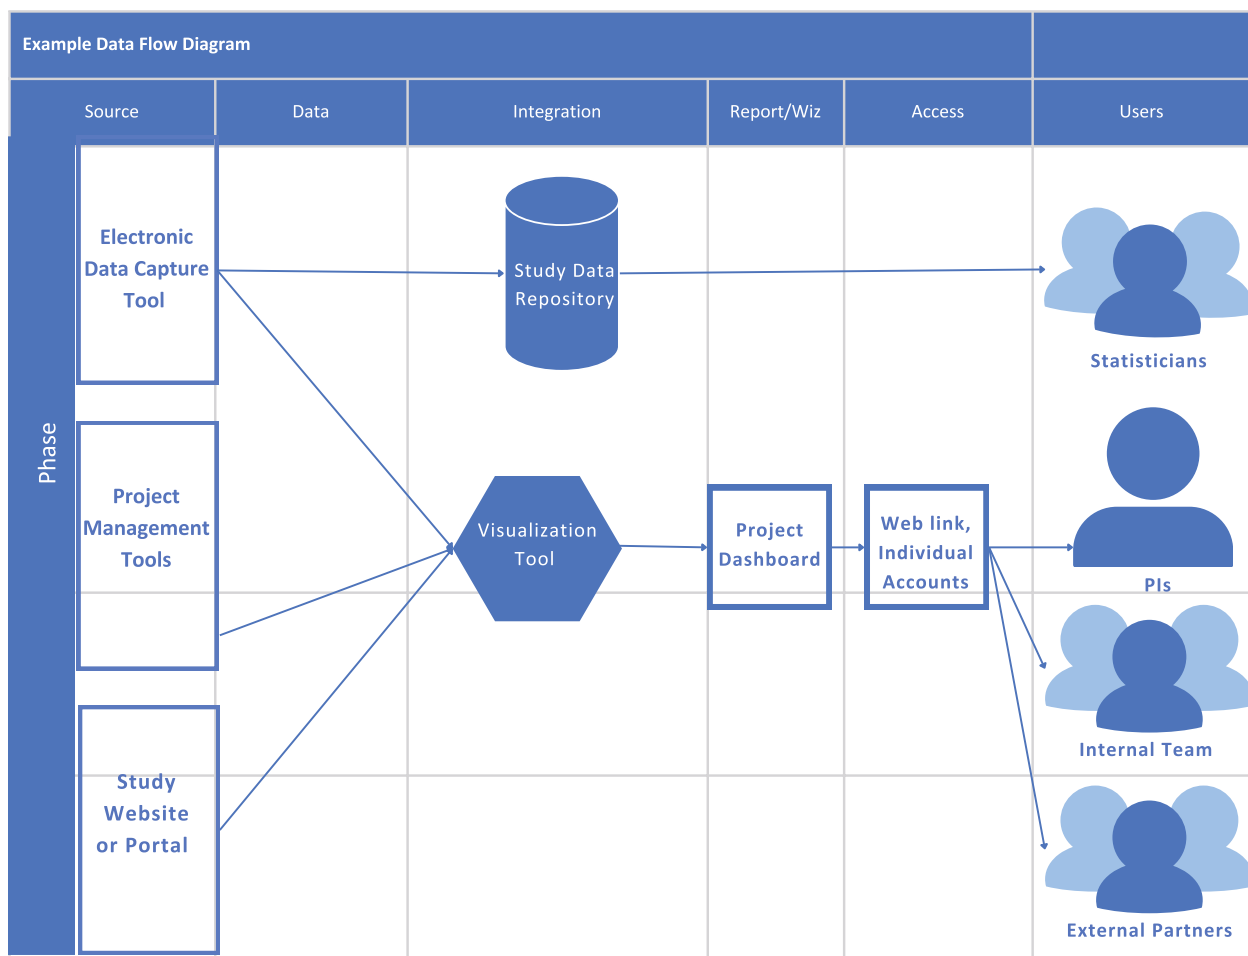 Example Data Flow Diagram
Source
Data
Integration
Report/Wiz
Access
Users
Phase
Electronic
Data Capture
Tool
Study Data
Repository
Statisticians
Project
Management
Tools
Visualization
Tool
Project
Dashboard
Web link,
Individual
Accounts
PIs
Internal Team
Study
Website
or Portal
External Partners